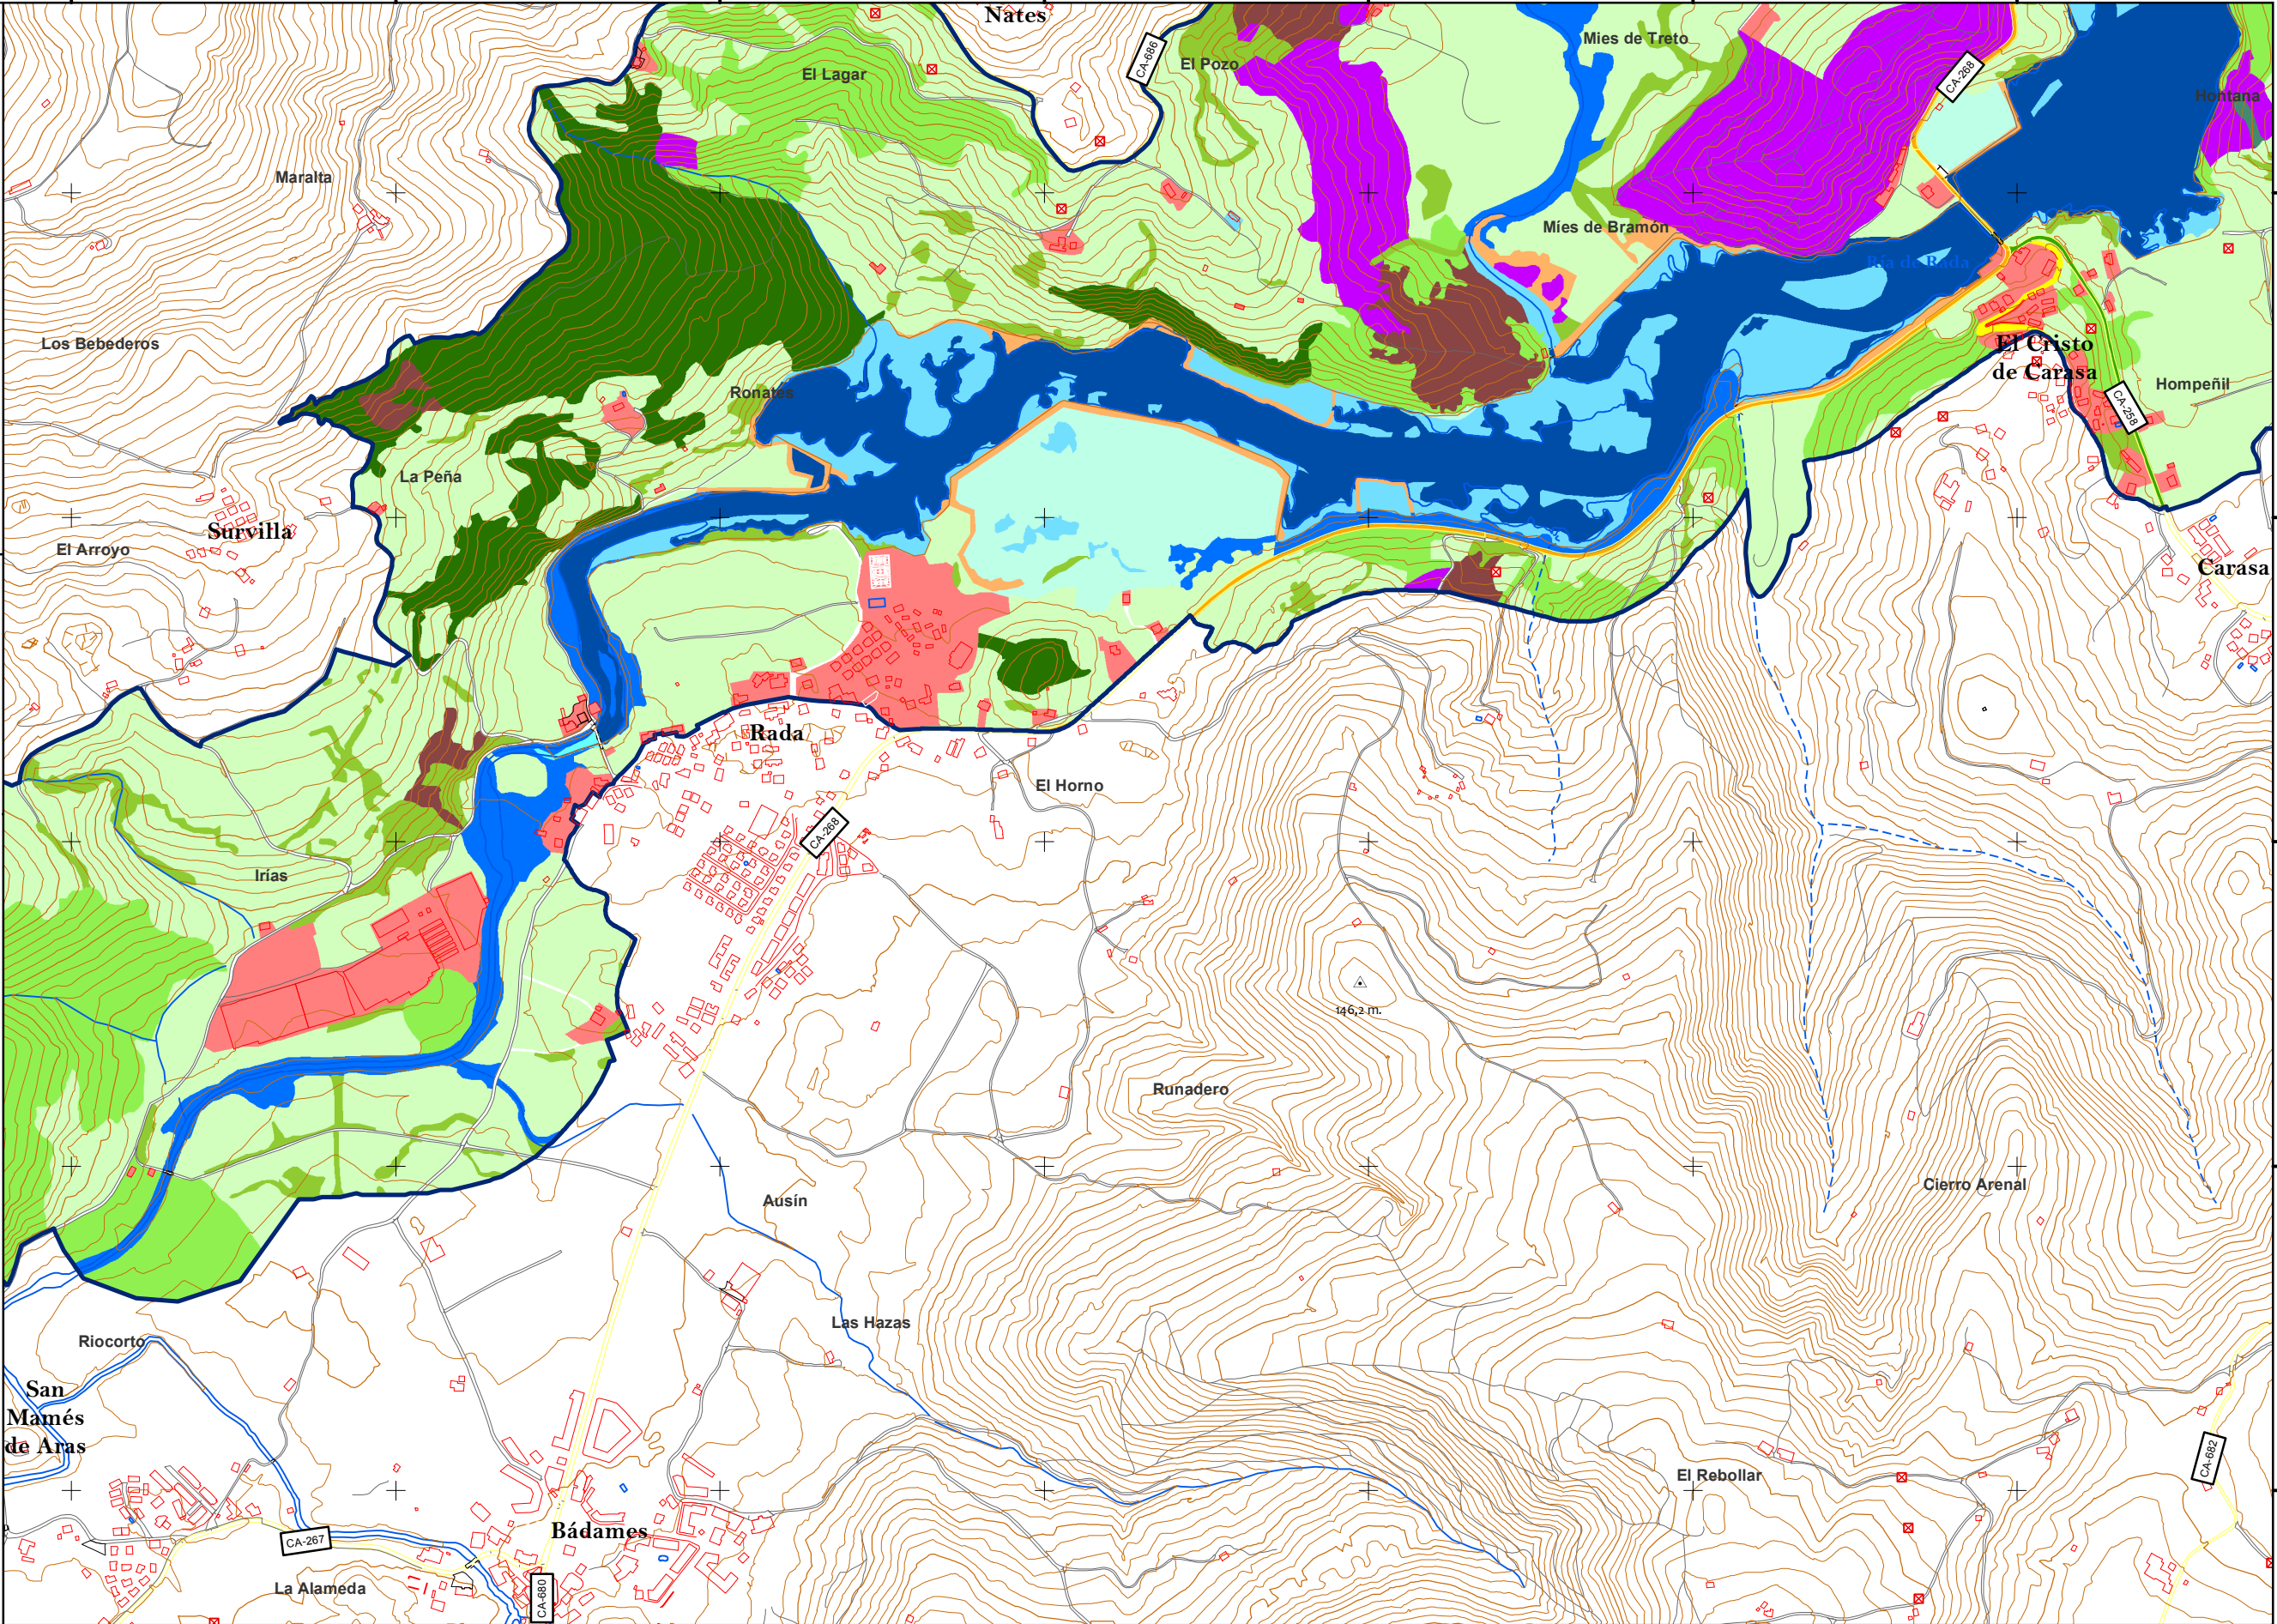 Nates
CA-686
El Pozo
Mies de Treto
CA-268
Hontana
El Lagar
Maralta
Míes de Bramón
Ría de Rada
Los Bebederos
Ronatés
El Cristo
de Carasa
Hompeñil
CA-258
La Peña
Survilla
El Arroyo
Carasa
Rada
El Horno
CA-268
Irías
146,2 m.
Runadero
Cierro Arenal
Ausín
Las Hazas
Riocorto
San
Mamés
de Aras
CA-682
El Rebollar
Bádames
CA-267
La Alameda
CA-680